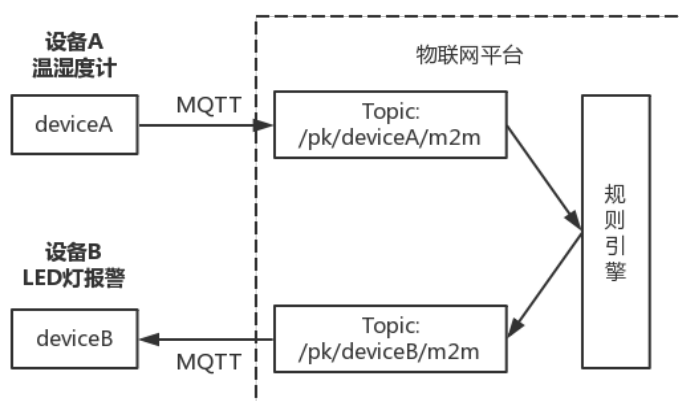 设备A
温湿度计
deviceA
MQTT
物联网平台
Topic:
/pk/deviceA/m2m
规
则
引
擎
设备B
LED灯报警
deviceB
MQTT
Topic:
/pk/deviceB/m2m